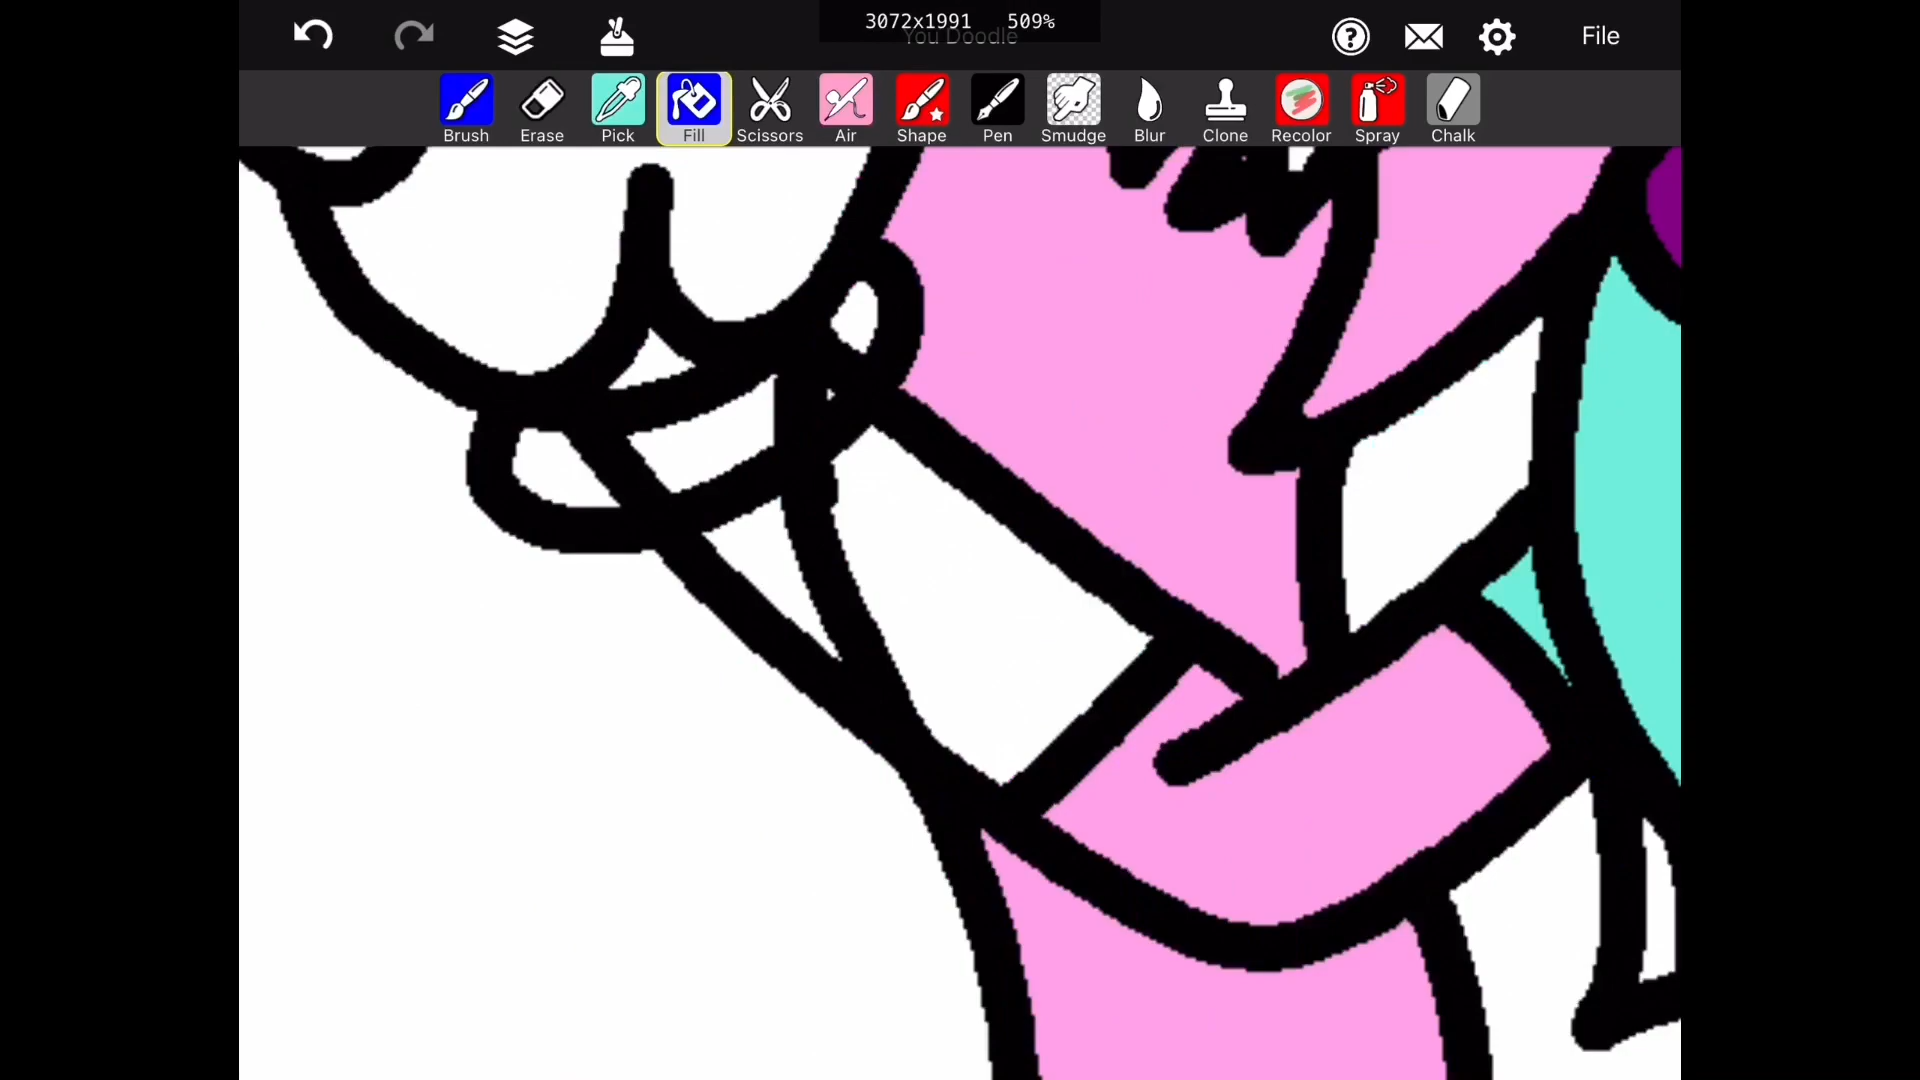 3072x1991 509%
You Doodle
File
Brush Erase Pick Fill Scissors Air Shape Pen Smudge Blur Clone Recolor Spray Chalk